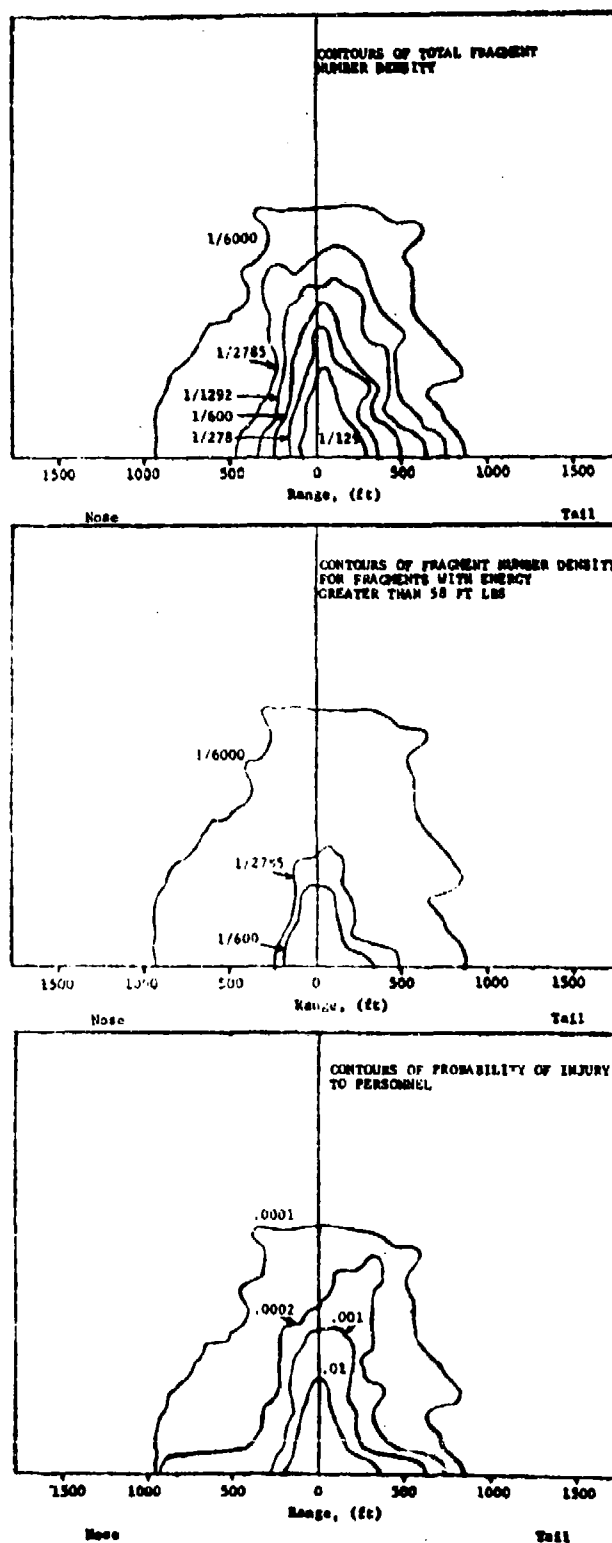 CONTOURS OF TOTAL FRAGMENT
NUMBER DENSITY
1/6000
1/2785
1/1292
1/600
1/278
1/129
1500 1000 500 0 500 1000 1500
Range, (ft)
Nose Tail
CONTOURS OF FRAGMENT NUMBER DENSITY
FOR FRAGMENTS WITH ENERGY
GREATER THAN 58 FT LBS
1/6000
1/2785
1/600
1500 1000 500 0 500 1000 1500
Range, (ft)
Nose Tail
CONTOURS OF PROBABILITY OF INJURY
TO PERSONNEL
.0001
.0002
.001
.01
1500 1000 500 0 500 1000 1500
Range, (ft)
Nose Tail